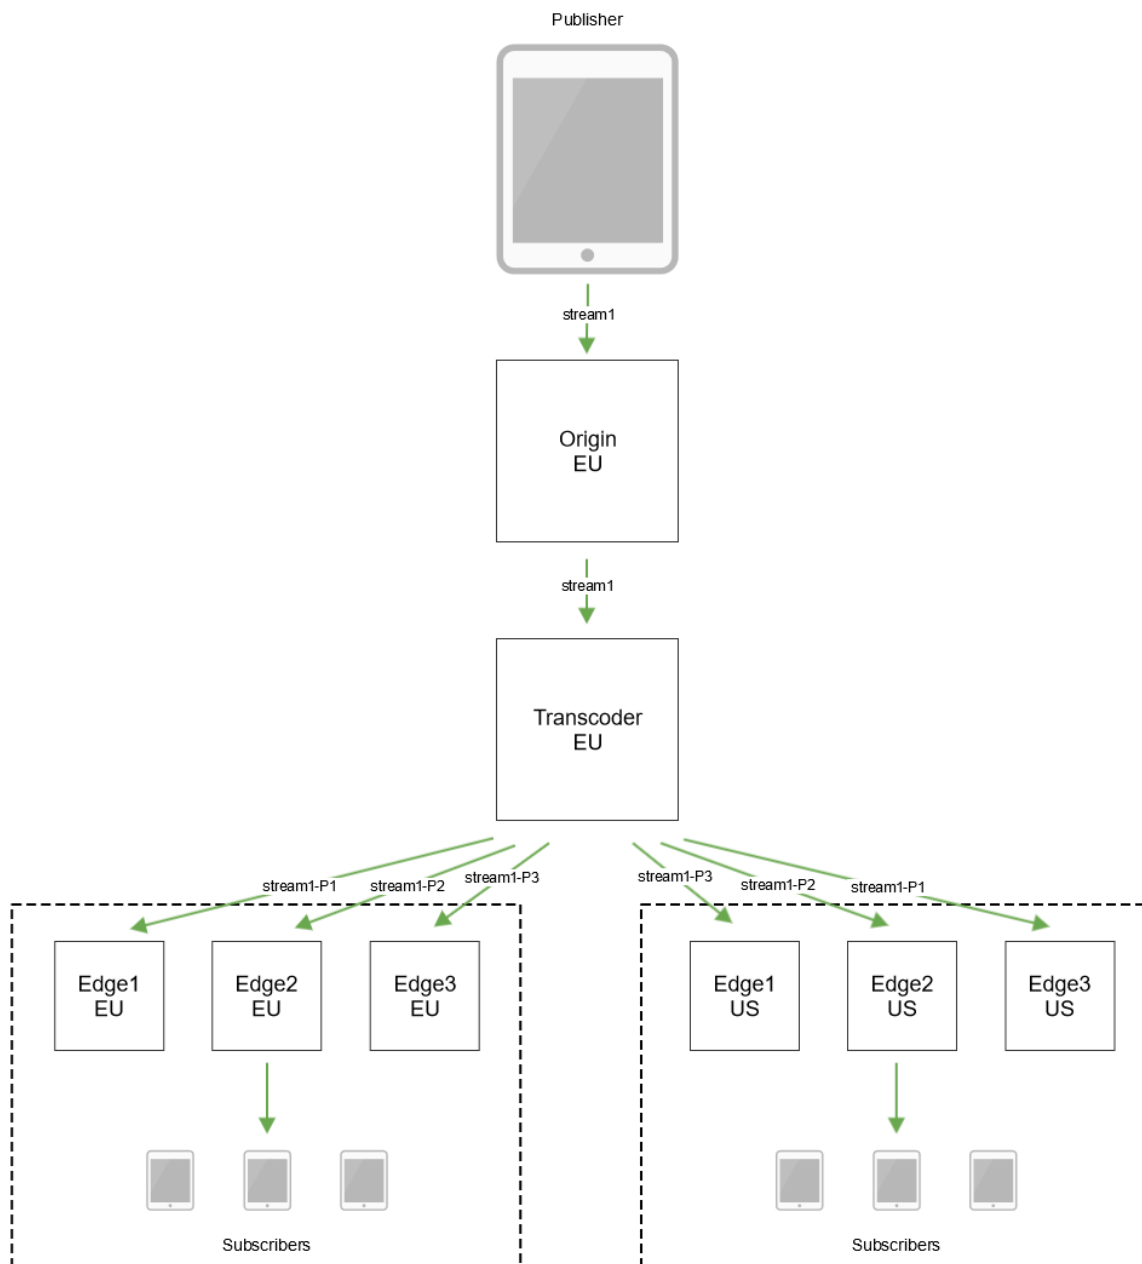 Publisher
stream1
Origin
EU
stream1
Transcoder
EU
stream1-P1
stream1-P2
stream1-P3
stream1-P3
stream1-P2
stream1-P1
Edge1
EU
Edge2
EU
Edge3
EU
Edge1
US
Edge2
US
Edge3
US
Subscribers
Subscribers